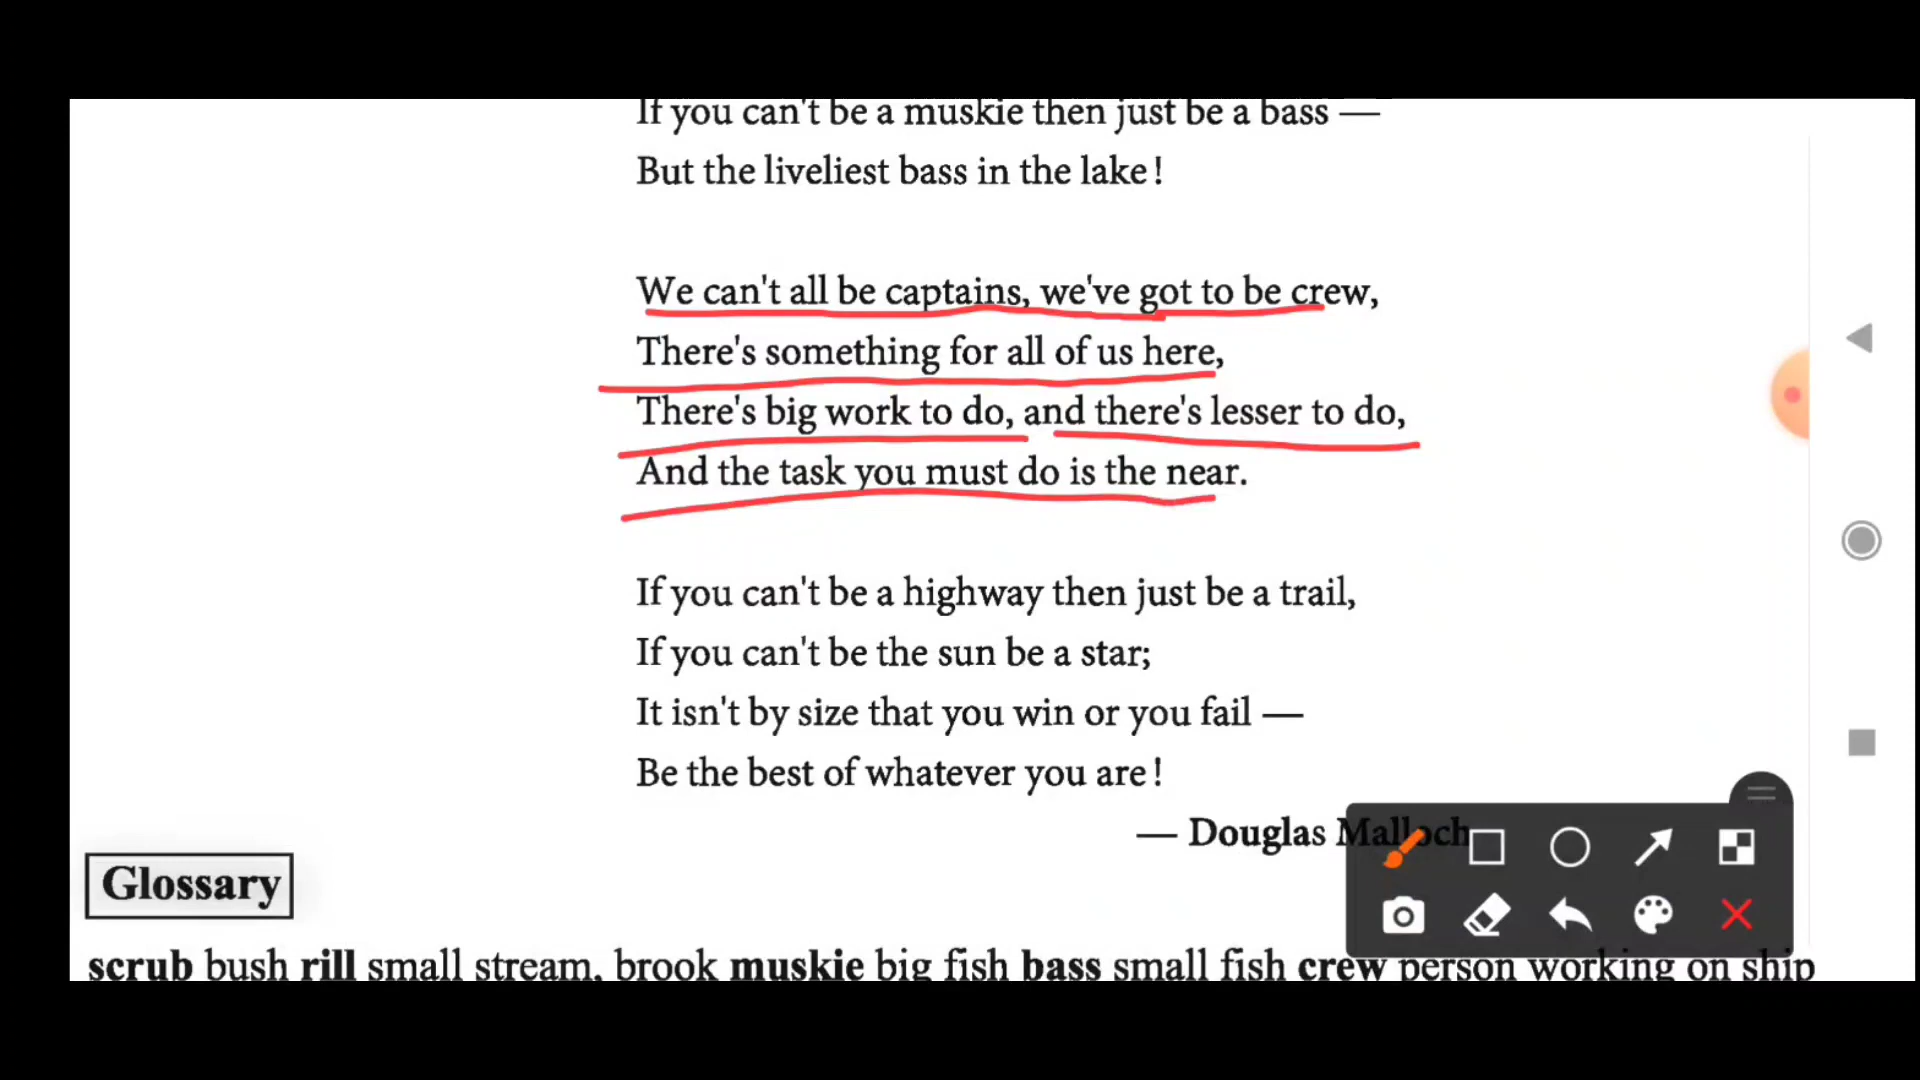 If you can't be a muskie then just be a bass —
But the liveliest bass in the lake !
We can't all be captains, we've got to be crew,
There's something for all of us here,
There's big work to do, and there's lesser to do,
And the task you must do is the near.
If you can't be a highway then just be a trail,
If you can't be the sun be a star;
It isn't by size that you win or you fail —
Be the best of whatever you are !
— Douglas Malloch
Glossary
scrub bush rill small stream, brook muskie big fish bass small fish crew person working on ship